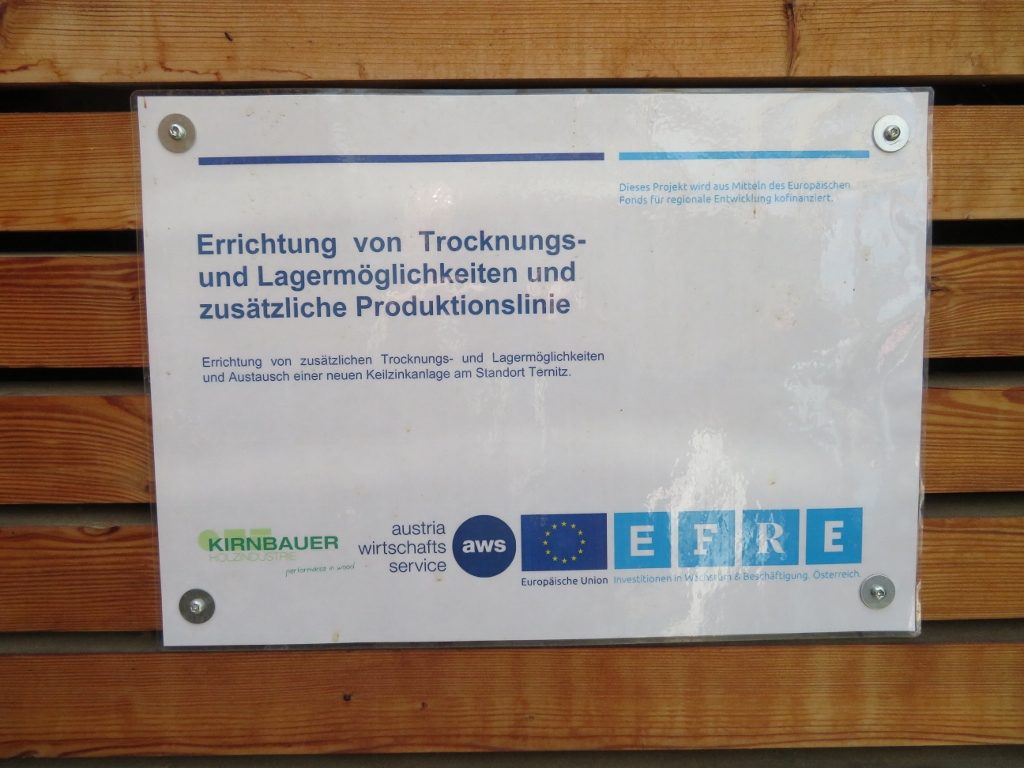 Dieses Projekt wird aus Mitteln des Europäischen
Fonds für regionale Entwicklung kofinanziert.
Errichtung von Trocknungs-
und Lagermöglichkeiten und
zusätzliche Produktionslinie
Errichtung von zusätzlichen Trocknungs- und Lagermöglichkeiten
und Austausch einer neuen Keilzinkanlage am Standort Ternitz.
KIRNBAUER
HOLZINDUSTRIE
performance in wood
austria
wirtschafts
service
aws
Europäische Union
EFRE
Investitionen in Wachstum & Beschäftigung. Österreich.